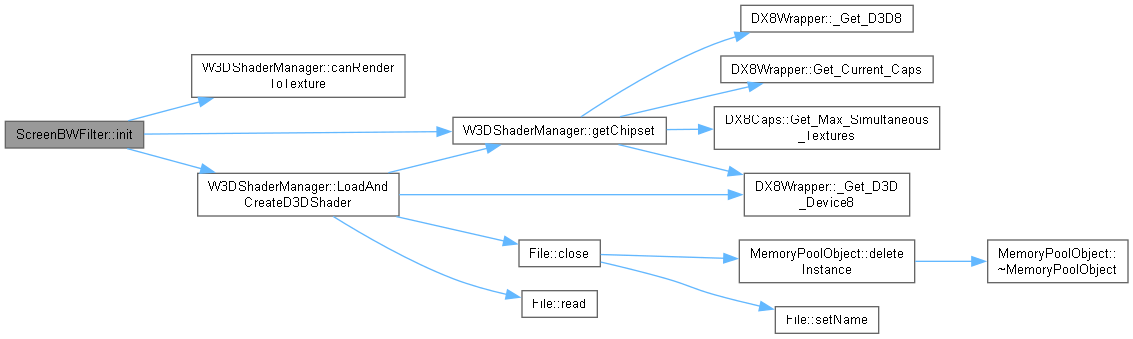 DX8Wrapper::_Get_D3D8
W3DShaderManager::canRender
ToTexture
DX8Wrapper::Get_Current_Caps
ScreenBWFilter::init
W3DShaderManager::getChipset
DX8Caps::Get_Max_Simultaneous
_Textures
W3DShaderManager::LoadAnd
CreateD3DShader
DX8Wrapper::_Get_D3D
_Device8
File::close
MemoryPoolObject::delete
Instance
MemoryPoolObject::
~MemoryPoolObject
File::read
File::setName